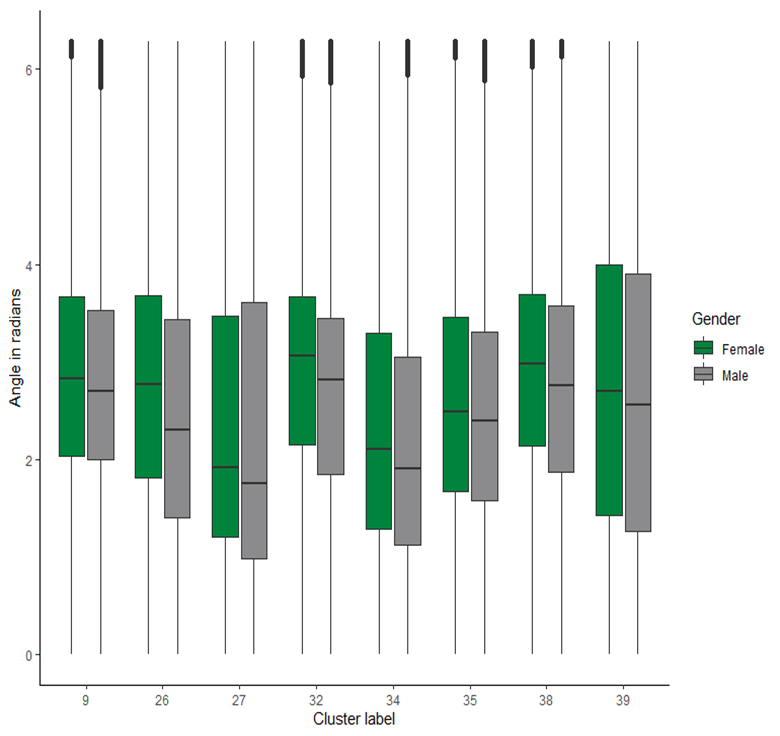 6
4
2
0
Angle in radians
9 26 27 32 34 35 38 39
Cluster label
Gender
Female
Male